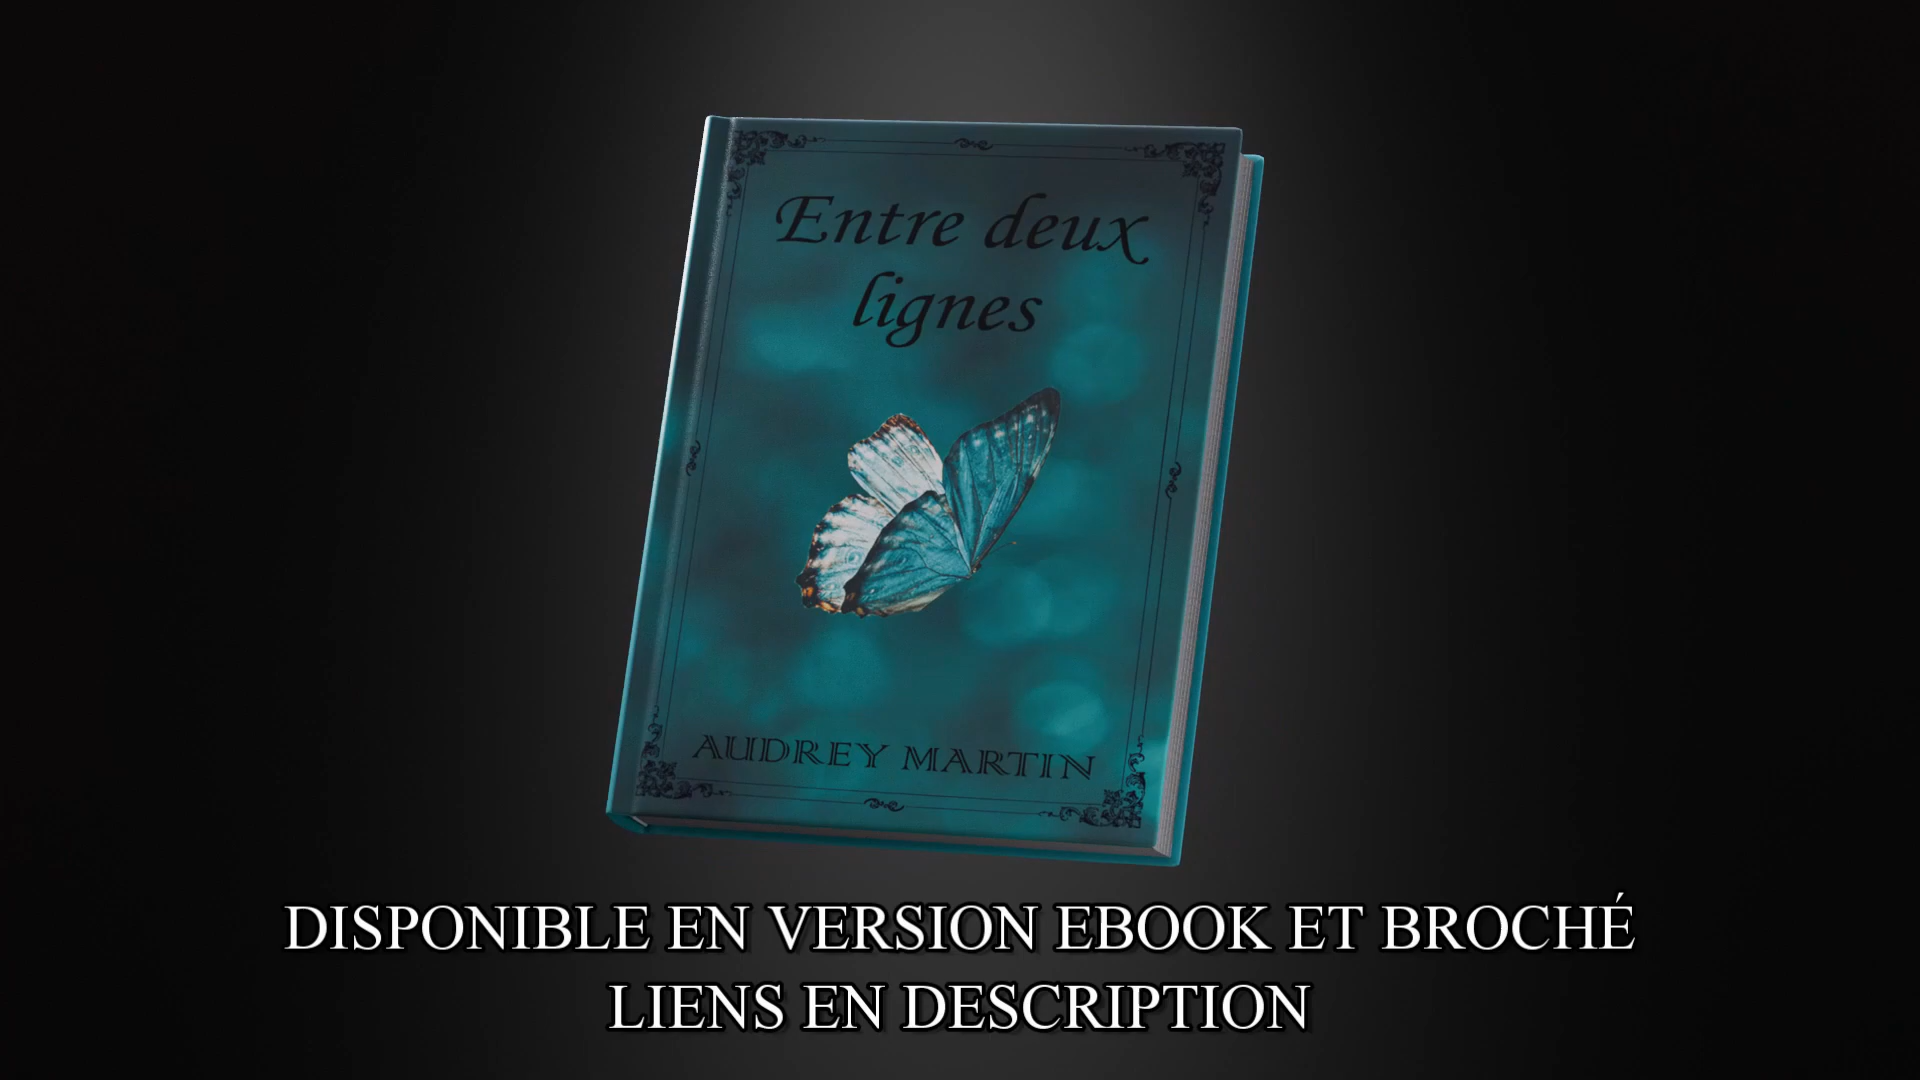 Entre deux
lignes
AUDREY MARTIN
DISPONIBLE EN VERSION EBOOK ET BROCHÉ
LIENS EN DESCRIPTION